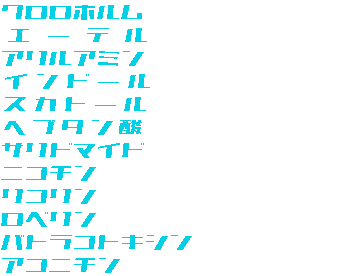 クロロホルム
エーテル
アリルアミン
インドール
スカトール
ヘプタン酸
サリドマイド
ニコチン
リコリン
ロベリン
バトラコトキシン
アコニチン